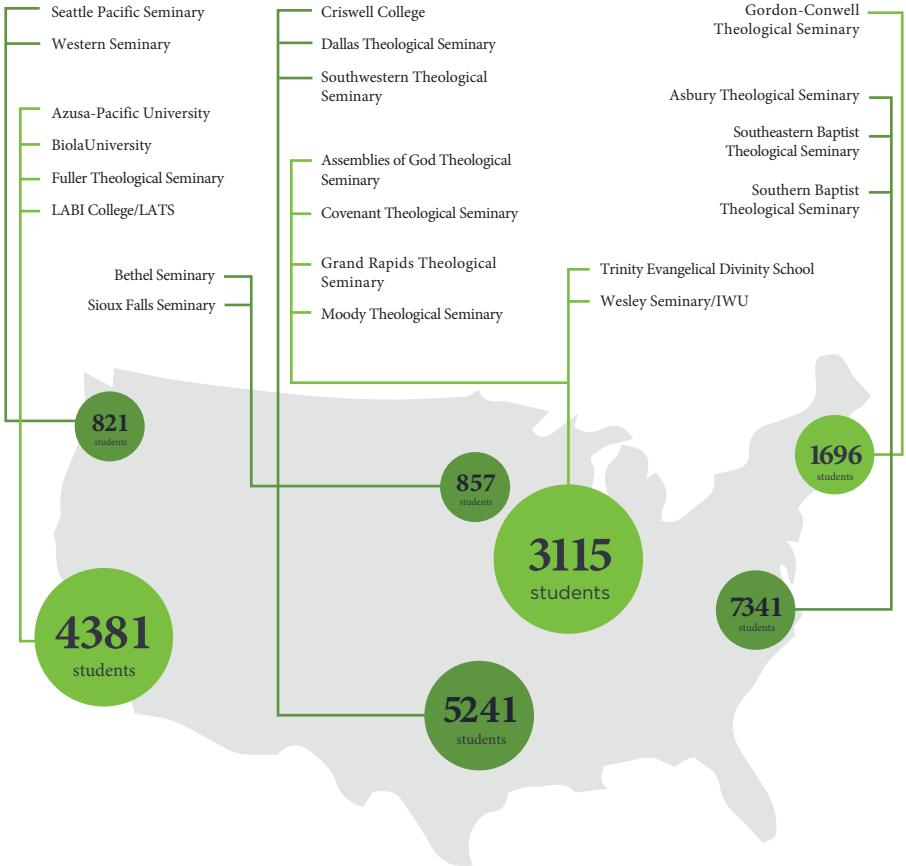 Seattle Pacific Seminary
Western Seminary
Azusa-Pacific University
BiolaUniversity
Fuller Theological Seminary
LABI College/LATS
Bethel Seminary
Sioux Falls Seminary
Criswell College
Dallas Theological Seminary
Southwestern Theological
Seminary
Assemblies of God Theological
Seminary
Covenant Theological Seminary
Grand Rapids Theological
Seminary
Moody Theological Seminary
Trinity Evangelical Divinity School
Wesley Seminary/IWU
Gordon-Conwell
Theological Seminary
Asbury Theological Seminary
Southeastern Baptist
Theological Seminary
Southern Baptist
Theological Seminary
821
students
857
students
1696
students
3115
students
7341
students
4381
students
5241
students